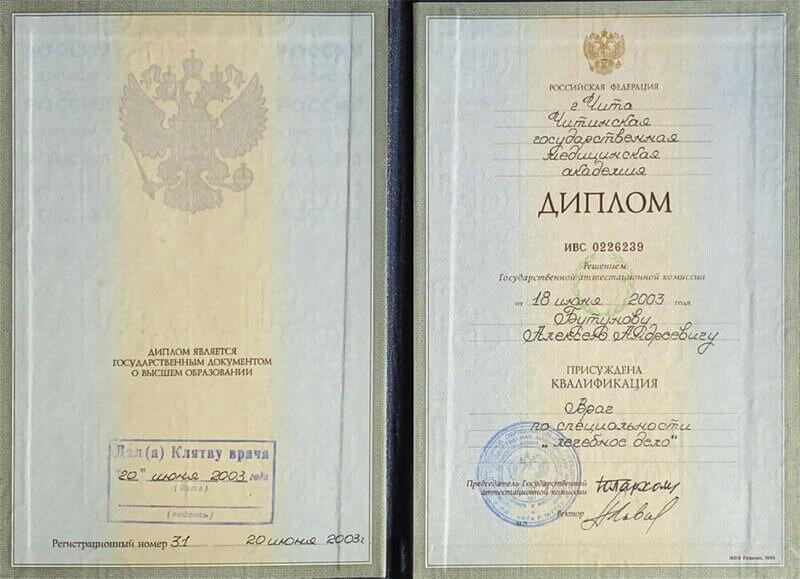 ДИПЛОМ ЯВЛЯЕТСЯ
ГОСУДАРСТВЕННЫМ ДОКУМЕНТОМ
О ВЫСШЕМ ОБРАЗОВАНИИ
Дал(а) Клятву врача
"20" июня 2003 года
(дата)
(подпись)
Регистрационный номер 31 20 июня 2003г
РОССИЙСКАЯ ФЕДЕРАЦИЯ
г. Чита
Читинская
государственная
медицинская
академия
ДИПЛОМ
ИВС 0226239
Решением
Государственной аттестационной комиссии
от 18 июня 2003 года
Бутунову
Алексею Андреевичу
ПРИСУЖДЕНА
КВАЛИФИКАЦИЯ
Врач
по специальности
„лечебное дело“
Председатель Государственной
аттестационной комиссии
Ректор